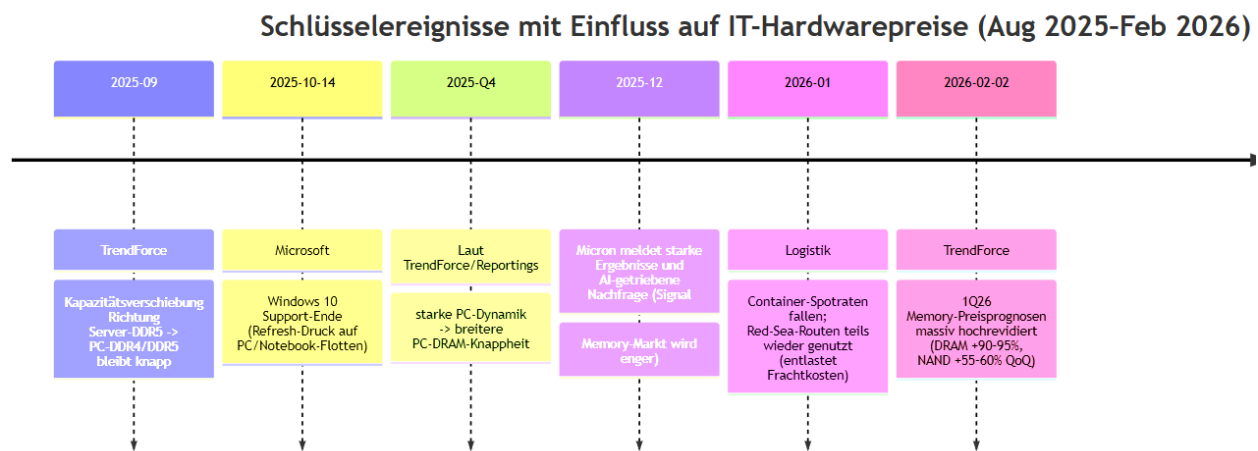 Schlüsselereignisse mit Einfluss auf IT-Hardwarepreise (Aug 2025–Feb 2026)
2025-09
2025-10-14
2025-Q4
2025-12
2026-01
2026-02-02
TrendForce
Kapazitätsverschiebung
Richtung
Server-DDR5 ->
PC-DDR4/DDR5
bleibt knapp
Microsoft
Windows 10
Support-Ende
(Refresh-Druck auf
PC/Notebook-Flotten)
Laut
TrendForce/Reportings
starke PC-Dynamik
-> breitere
PC-DRAM-Knappheit
Micron meldet starke
Ergebnisse und
AI-getriebene
Nachfrage (Signal
Memory-Markt wird
enger)
Logistik
Container-Spotraten
fallen;
Red-Sea-Routen teils
wieder genutzt
(entlastet
Frachtkosten)
TrendForce
1Q26
Memory-Preisprognosen
massiv hochrevidiert
(DRAM +90-95%,
NAND +55-60% QoQ)